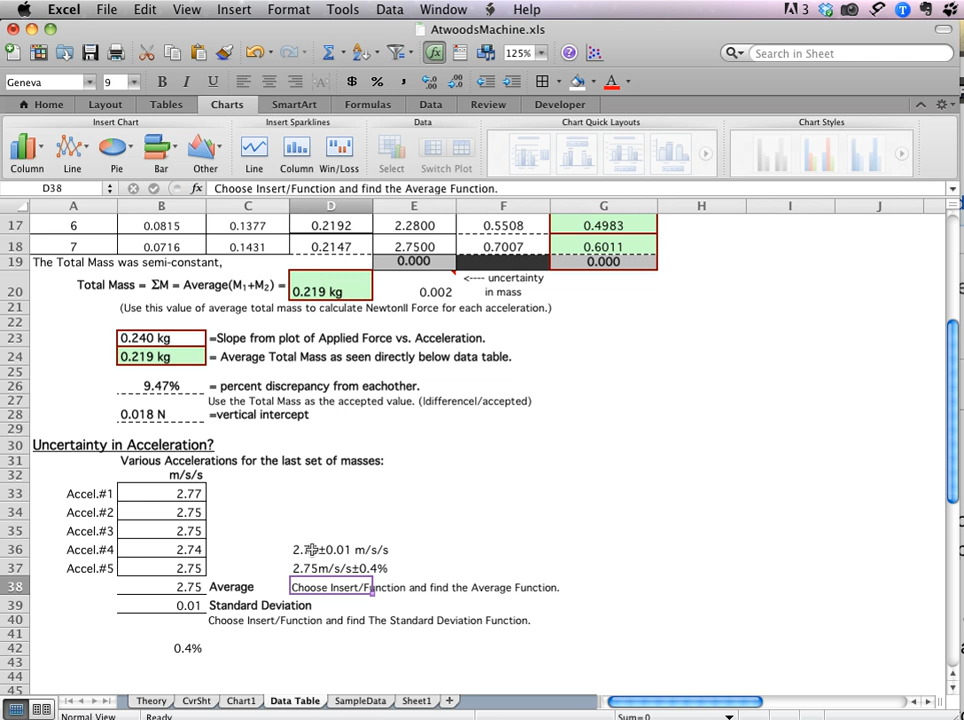 Excel File Edit View Insert Format Tools Data Window Help 3
AtwoodsMachine.xls
125% Search in Sheet
Geneva 9 B I U $ %
Home Layout Tables Charts SmartArt Formulas Data Review Developer
Insert Chart Insert Sparklines Data Chart Quick Layouts Chart Styles
Column Line Pie Bar Other Line Column Win/Loss Select Switch Plot
D38 fx Choose Insert/Function and find the Average Function.
A B C D E F G H I J
17 6 0.0815 0.1377 0.2192 2.2800 0.5508 0.4983
18 7 0.0716 0.1431 0.2147 2.7500 0.7007 0.6011
19 The Total Mass was semi-constant, 0.000 0.000
20 Total Mass = ΣM = Average(M₁+M₂) = 0.219 kg 0.002 <---- uncertainty in mass
21 (Use this value of average total mass to calculate NewtonII Force for each acceleration.)
22
23 0.240 kg =Slope from plot of Applied Force vs. Acceleration.
24 0.219 kg = Average Total Mass as seen directly below data table.
25
26 9.47% = percent discrepancy from eachother.
27 Use the Total Mass as the accepted value. (|difference|/accepted)
28 0.018 N =vertical intercept
29
30 Uncertainty in Acceleration?
31 Various Accelerations for the last set of masses:
32 m/s/s
33 Accel.#1 2.77
34 Accel.#2 2.75
35 Accel.#3 2.75
36 Accel.#4 2.74 ±0.01 m/s/s
37 Accel.#5 2.75 2.75m/s/s±0.4%
38 2.75 Average Choose Insert/Function and find the Average Function.
39 0.01 Standard Deviation
40 Choose Insert/Function and find The Standard Deviation Function.
41
42 0.4%
43
44
45
Theory CvrSht Chart1 Data Table SampleData Sheet1 +
Normal View Ready Sum=0